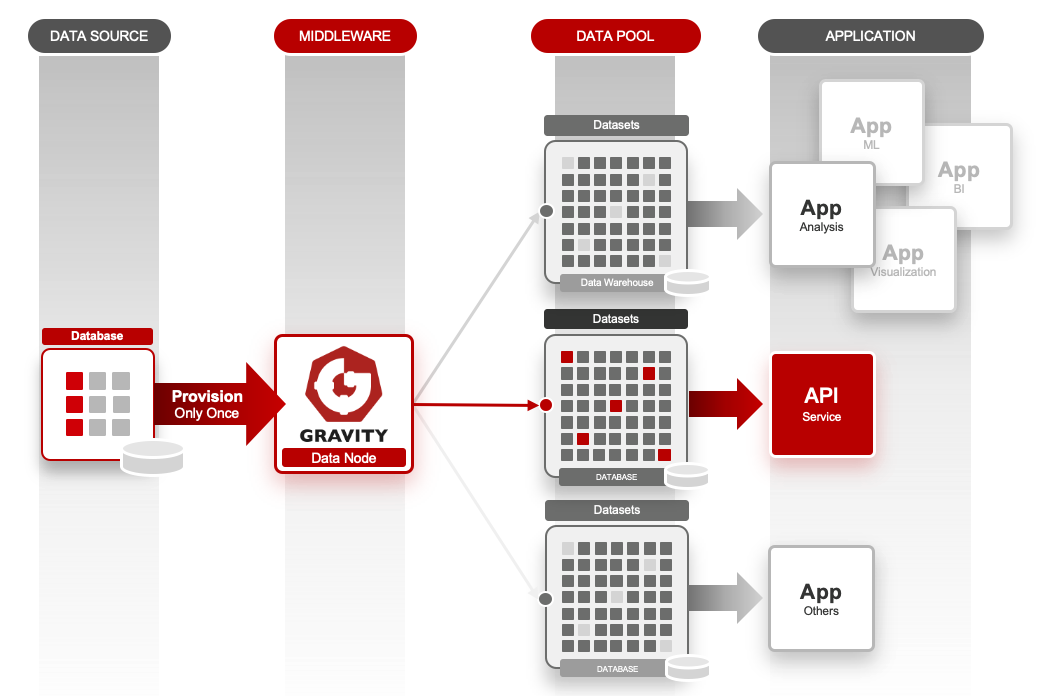 DATA SOURCE
MIDDLEWARE
DATA POOL
APPLICATION
Database
Provision
Only Once
GRAVITY
Data Node
Datasets
Data Warehouse
Datasets
DATABASE
Datasets
DATABASE
App
ML
App
BI
App
Analysis
App
Visualization
API
Service
App
Others